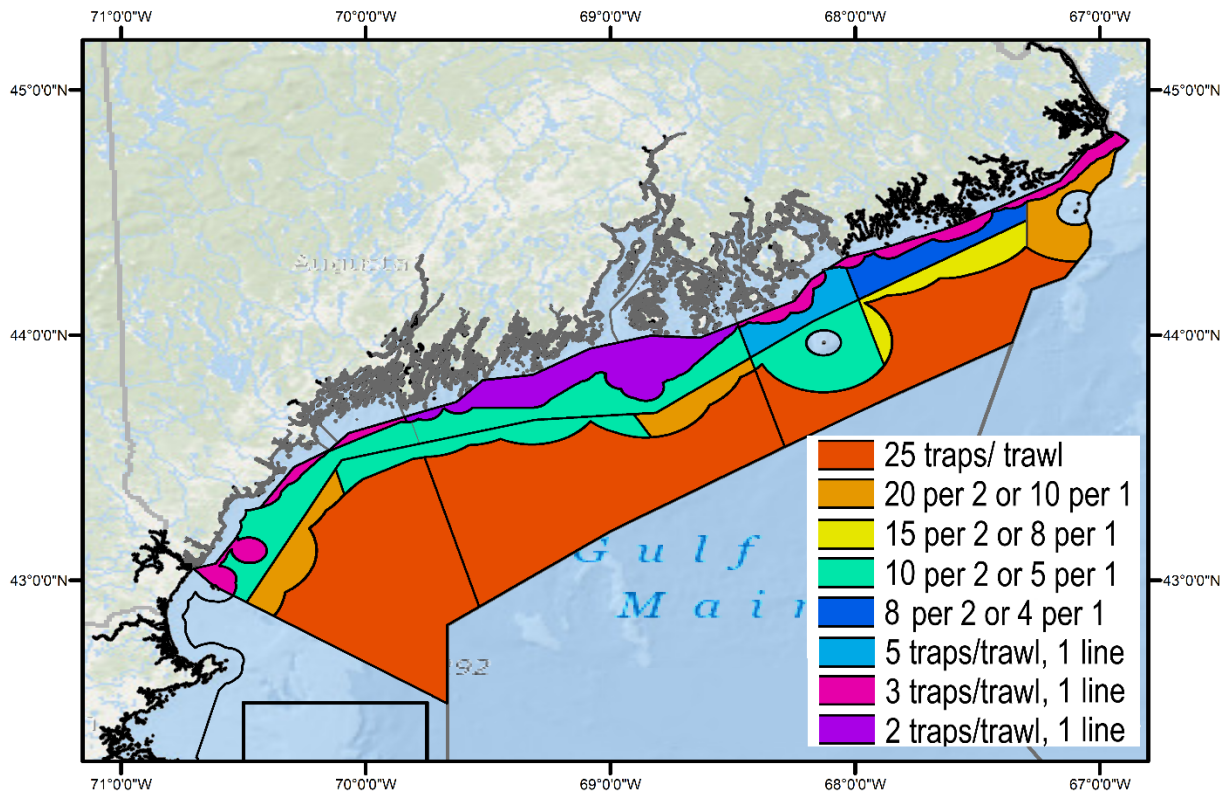 71°0'0"W 70°0'0"W 69°0'0"W 68°0'0"W 67°0'0"W
45°0'0"N 45°0'0"N
Augusta
44°0'0"N 44°0'0"N
25 traps/ trawl
20 per 2 or 10 per 1
15 per 2 or 8 per 1
10 per 2 or 5 per 1
8 per 2 or 4 per 1
5 traps/trawl, 1 line
3 traps/trawl, 1 line
2 traps/trawl, 1 line
Gulf
43°0'0"N 43°0'0"N
92
71°0'0"W 70°0'0"W 69°0'0"W 68°0'0"W 67°0'0"W